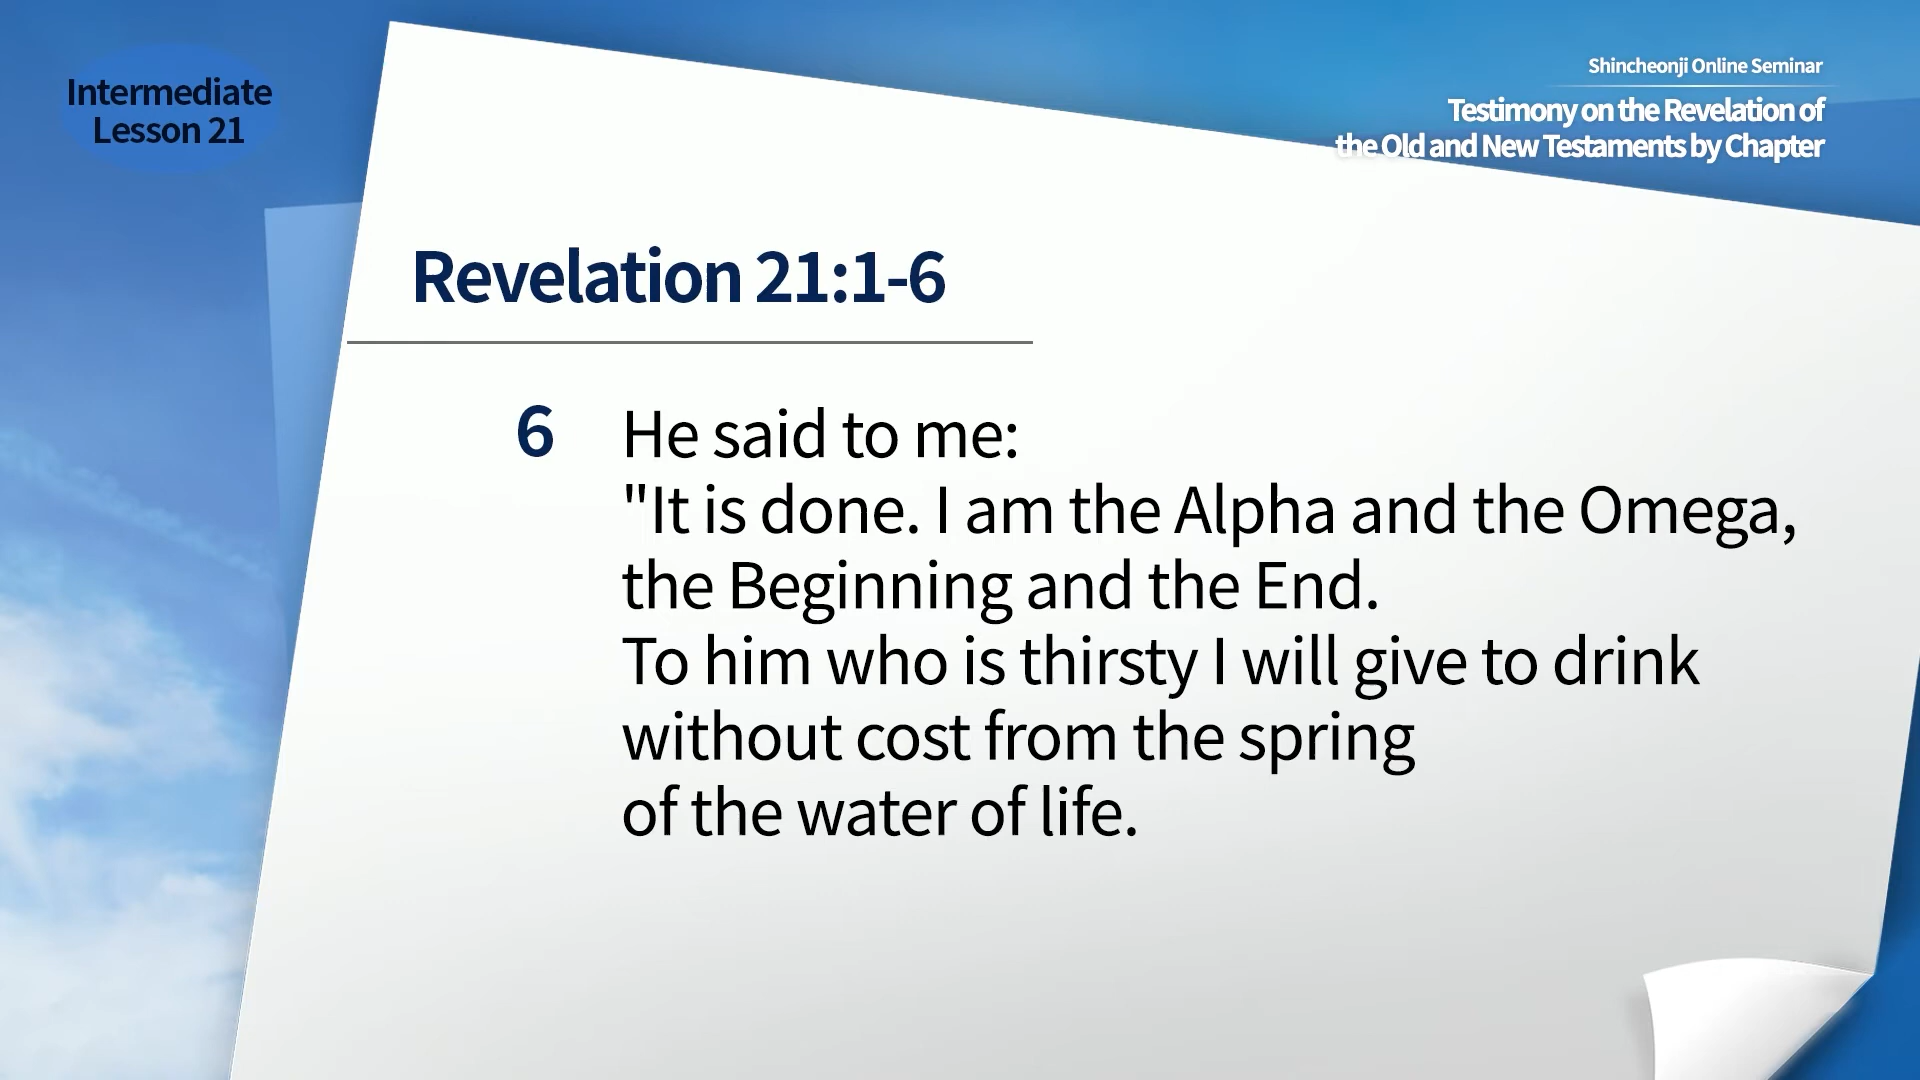 Intermediate
Lesson 21
Shincheonji Online Seminar
Testimony on the Revelation of
the Old and New Testaments by Chapter
Revelation 21:1-6
6 He said to me:
"It is done. I am the Alpha and the Omega,
the Beginning and the End.
To him who is thirsty I will give to drink
without cost from the spring
of the water of life.